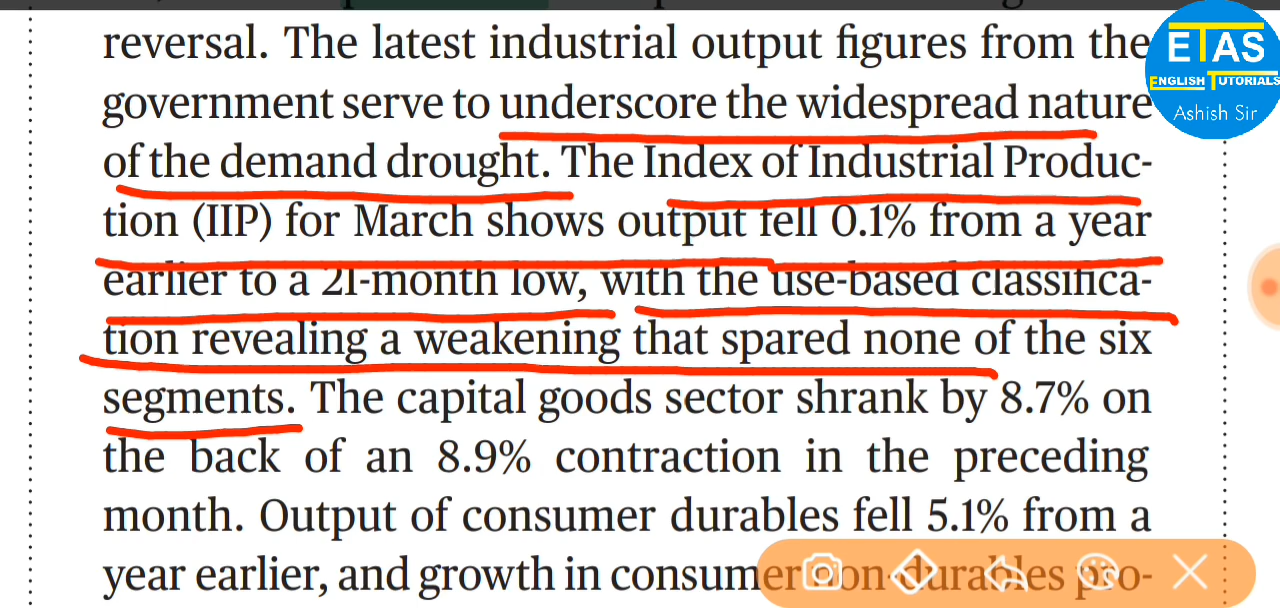 reversal. The latest industrial output figures from the
government serve to underscore the widespread nature
of the demand drought. The Index of Industrial Produc-
tion (IIP) for March shows output fell 0.1% from a year
earlier to a 21-month low, with the use-based classifica-
tion revealing a weakening that spared none of the six
segments. The capital goods sector shrank by 8.7% on
the back of an 8.9% contraction in the preceding
month. Output of consumer durables fell 5.1% from a
year earlier, and growth in consumer non-durables pro-
ETAS
ENGLISH TUTORIALS
Ashish Sir